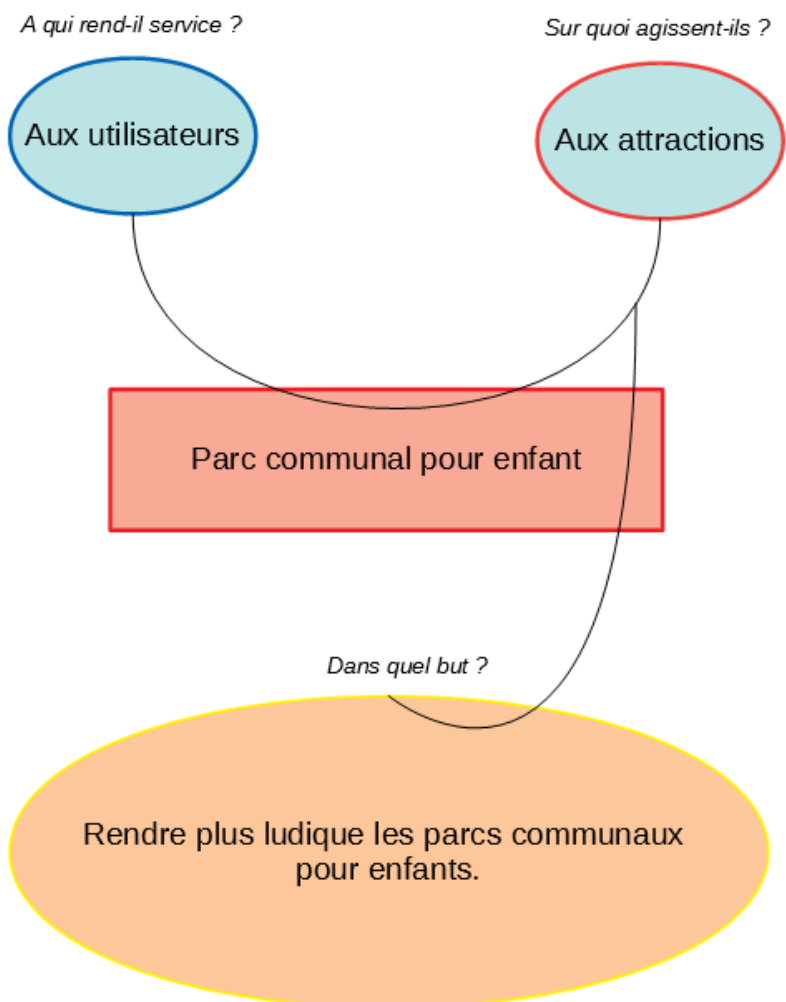 A qui rend-il service ?
Sur quoi agissent-ils ?
Aux utilisateurs
Aux attractions
Parc communal pour enfant
Dans quel but ?
Rendre plus ludique les parcs communaux
pour enfants.